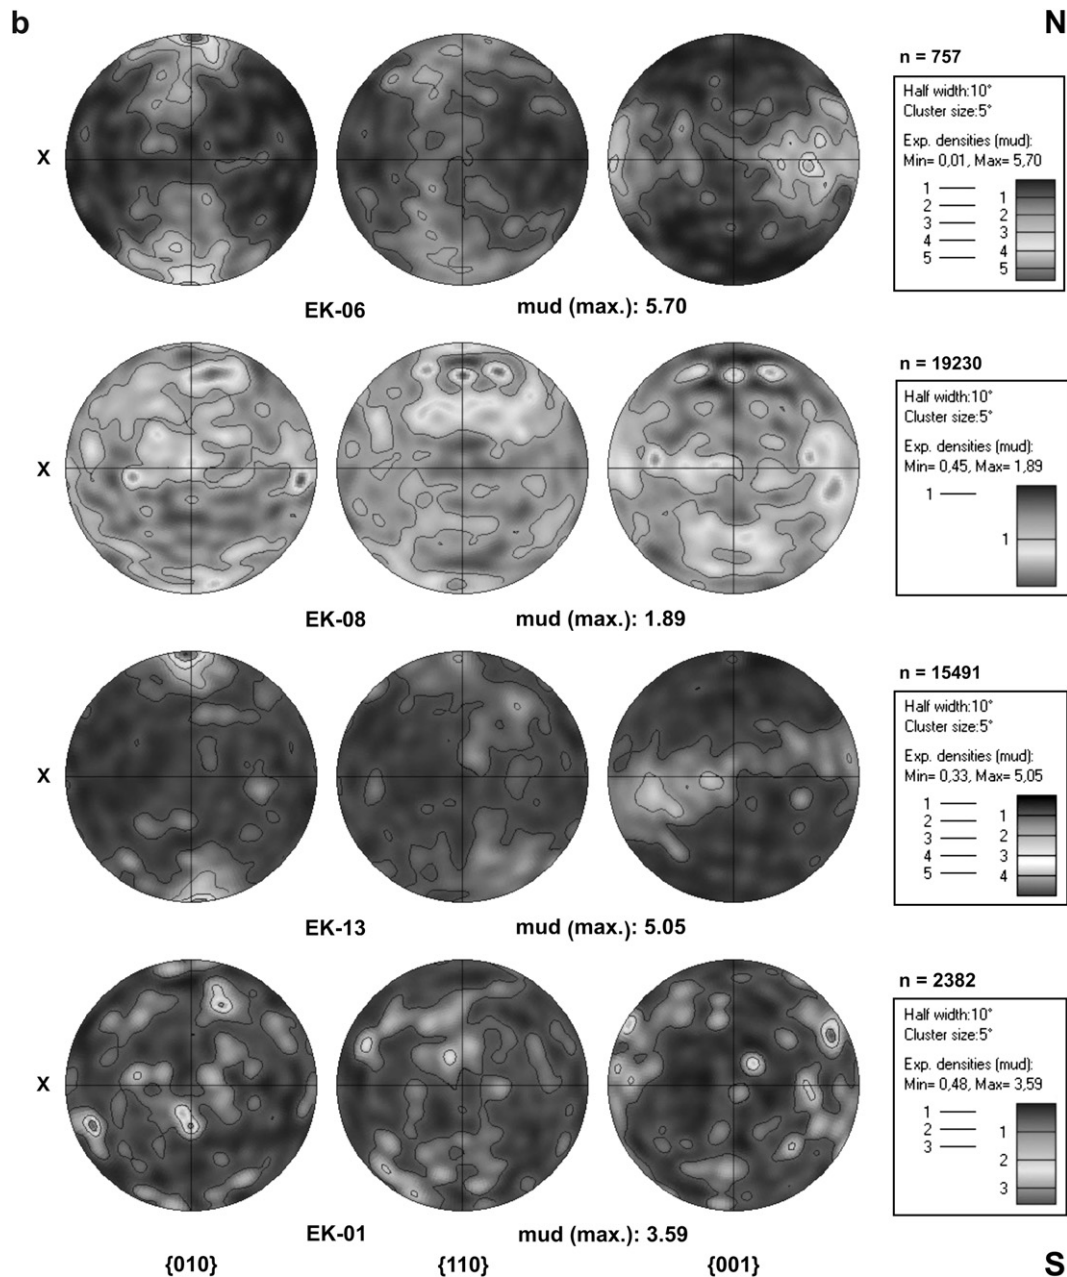 b
N
n = 757
Half width:10°
Cluster size:5°
Exp. densities (mud):
Min= 0,01, Max= 5,70
1
2
3
4
5
1
2
3
4
5
X
EK-06 mud (max.): 5.70
n = 19230
Half width:10°
Cluster size:5°
Exp. densities (mud):
Min= 0,45, Max= 1,89
1
1
X
EK-08 mud (max.): 1.89
n = 15491
Half width:10°
Cluster size:5°
Exp. densities (mud):
Min= 0,33, Max= 5,05
1
2
3
4
5
1
2
3
4
X
EK-13 mud (max.): 5.05
n = 2382
Half width:10°
Cluster size:5°
Exp. densities (mud):
Min= 0,48, Max= 3,59
1
2
3
1
2
3
X
EK-01 mud (max.): 3.59
{010} {110} {001}
S